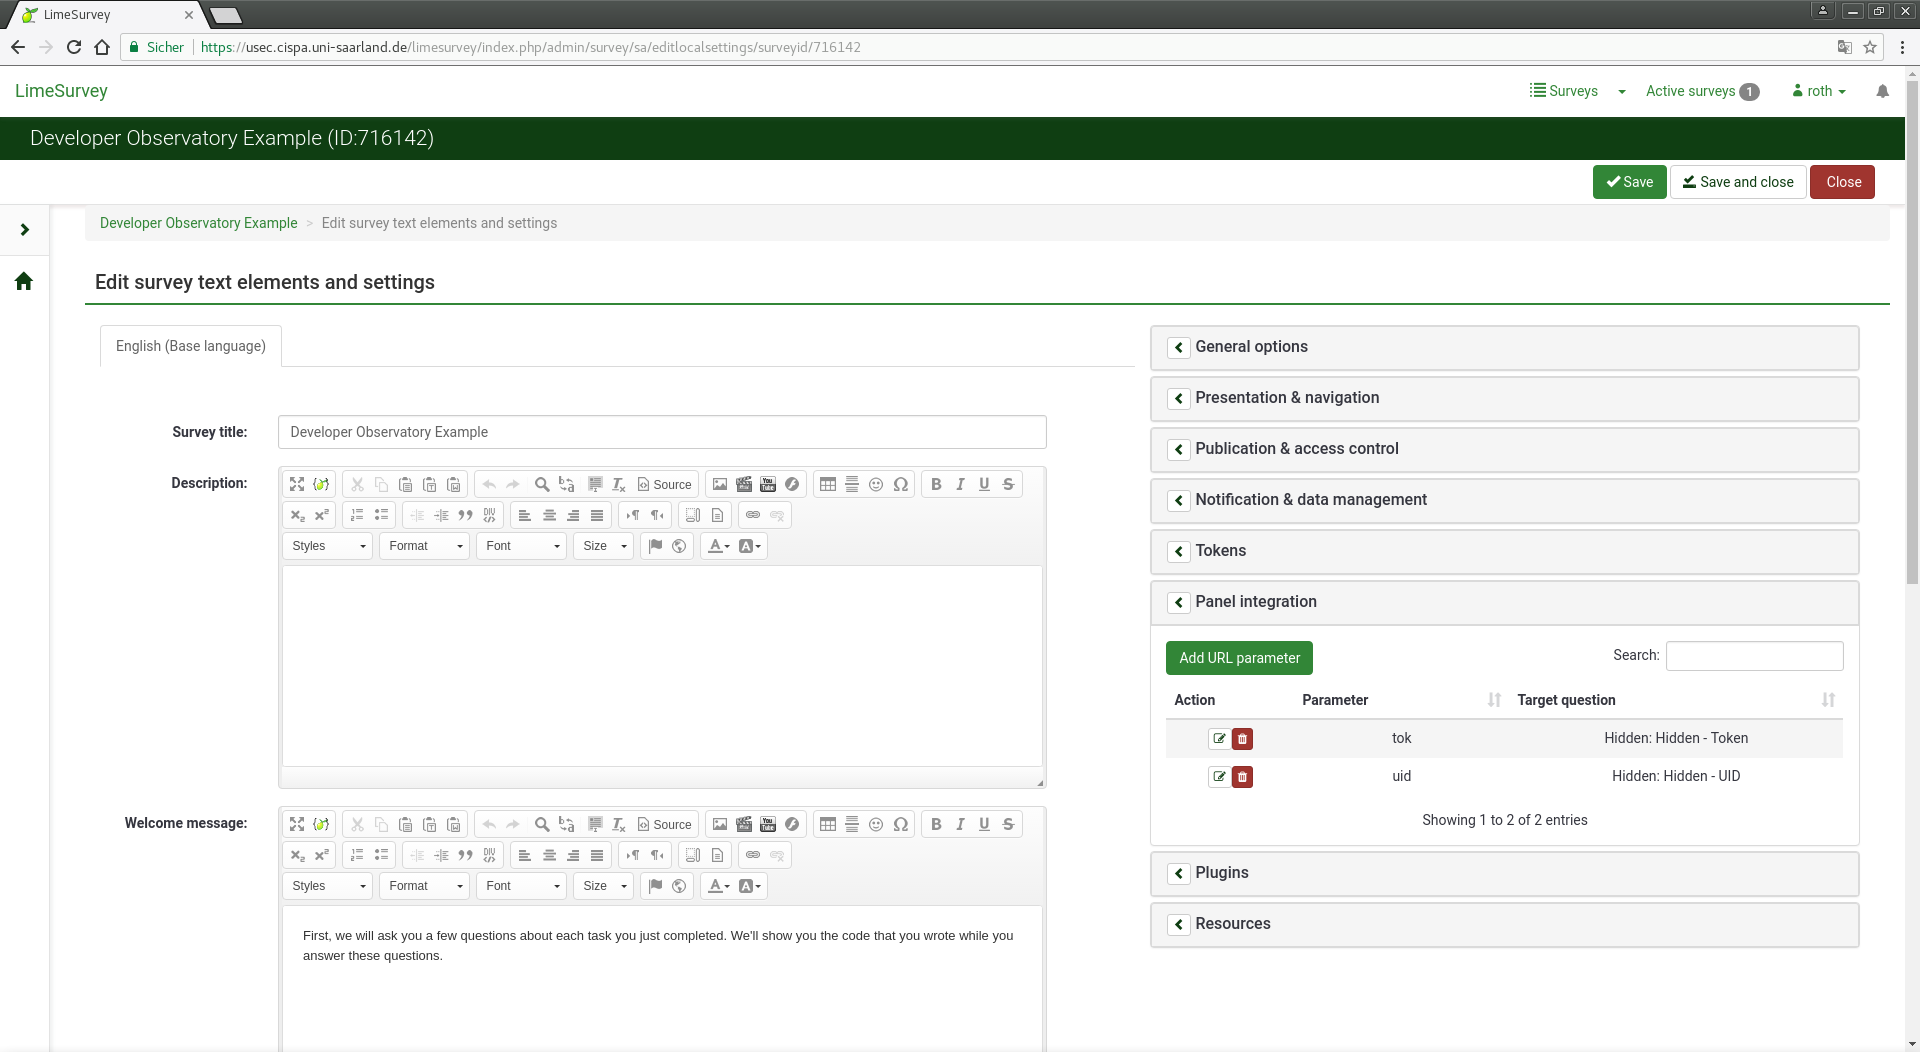 LimeSurvey
Sicher https://usec.cispa.uni-saarland.de/limesurvey/index.php/admin/survey/sa/editlocalsettings/surveyid/716142
LimeSurvey Surveys Active surveys 1 roth
Developer Observatory Example (ID:716142)
Save Save and close Close
Developer Observatory Example > Edit survey text elements and settings
Edit survey text elements and settings
English (Base language)
Survey title: Developer Observatory Example
Description:
Source
B I U S
Styles Format Font Size
Welcome message:
Source
B I U S
Styles Format Font Size
First, we will ask you a few questions about each task you just completed. We'll show you the code that you wrote while you
answer these questions.
General options
Presentation & navigation
Publication & access control
Notification & data management
Tokens
Panel integration
Add URL parameter Search:
Action Parameter Target question
tok Hidden: Hidden - Token
uid Hidden: Hidden - UID
Showing 1 to 2 of 2 entries
Plugins
Resources